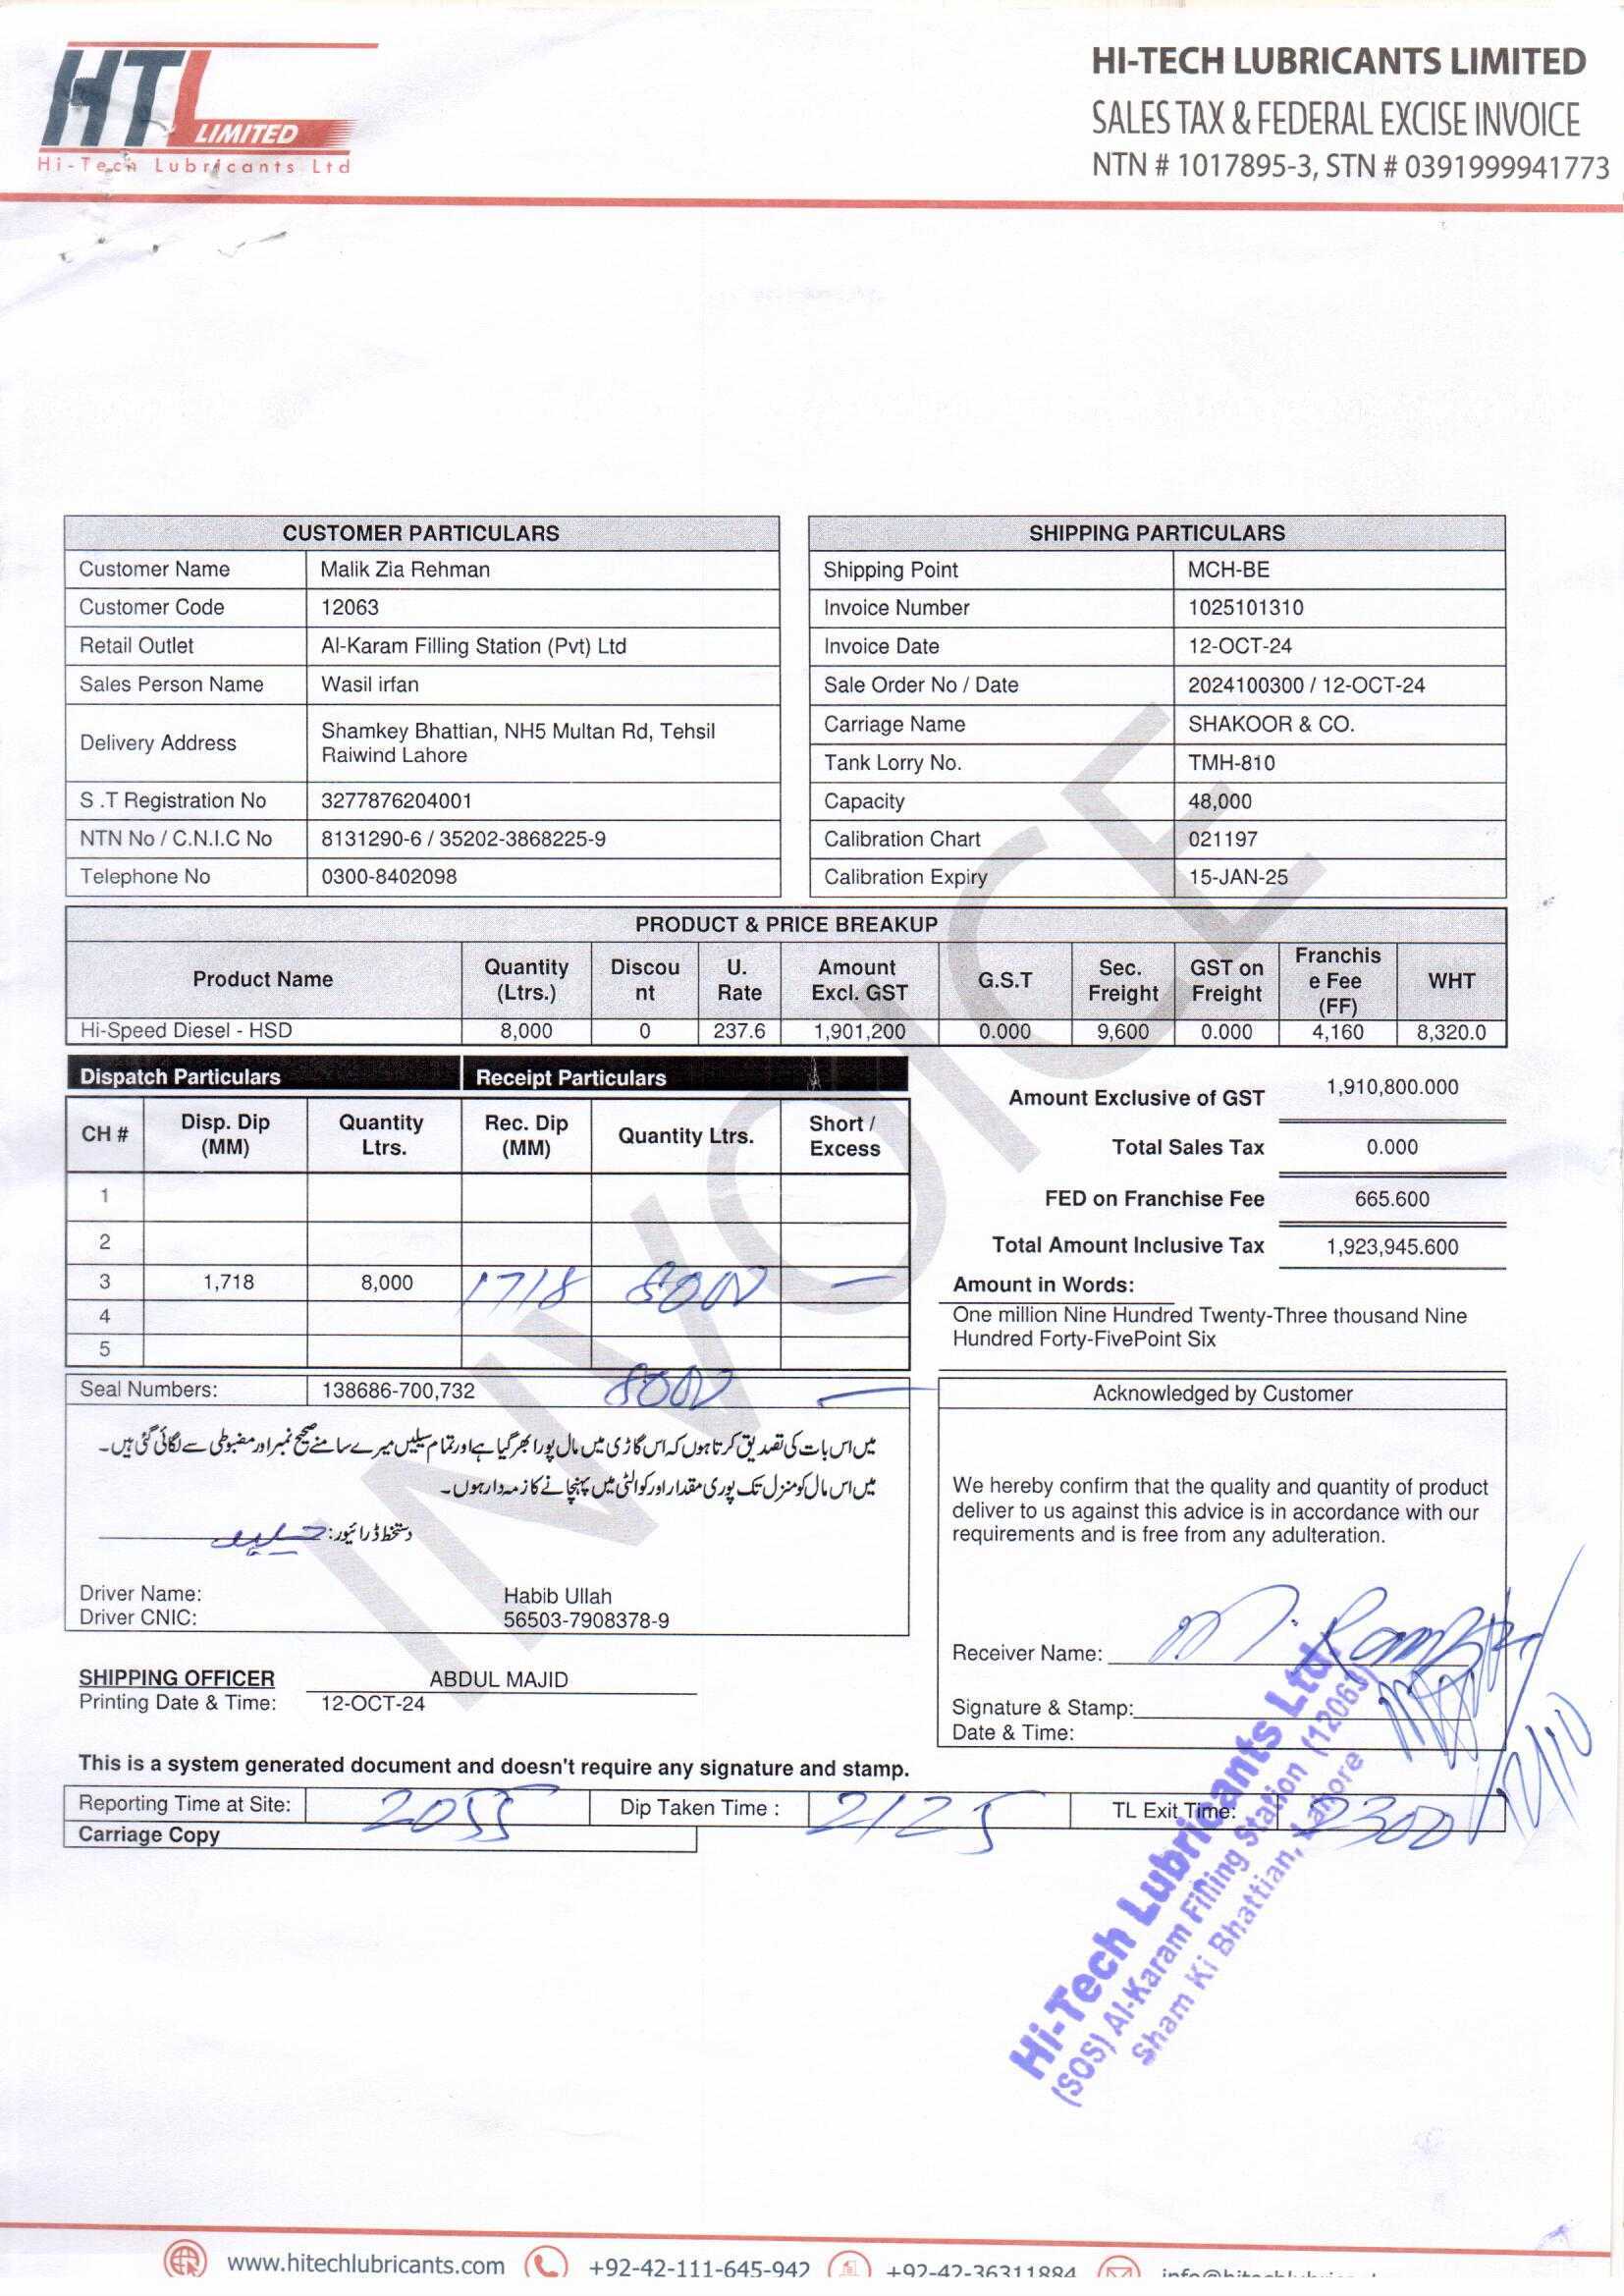 HTL LIMITED
Hi-Tech Lubricants Ltd
HI-TECH LUBRICANTS LIMITED
SALES TAX & FEDERAL EXCISE INVOICE
NTN # 1017895-3, STN # 0391999941773
CUSTOMER PARTICULARS
Customer Name Malik Zia Rehman
Customer Code 12063
Retail Outlet Al-Karam Filling Station (Pvt) Ltd
Sales Person Name Wasil irfan
Delivery Address Shamkey Bhattian, NH5 Multan Rd, Tehsil
Raiwind Lahore
S .T Registration No 3277876204001
NTN No / C.N.I.C No 8131290-6 / 35202-3868225-9
Telephone No 0300-8402098
SHIPPING PARTICULARS
Shipping Point MCH-BE
Invoice Number 1025101310
Invoice Date 12-OCT-24
Sale Order No / Date 2024100300 / 12-OCT-24
Carriage Name SHAKOOR & CO.
Tank Lorry No. TMH-810
Capacity 48,000
Calibration Chart 021197
Calibration Expiry 15-JAN-25
INVOICE
PRODUCT & PRICE BREAKUP
Product Name Quantity (Ltrs.) Discou nt U. Rate Amount Excl. GST G.S.T Sec. Freight GST on Freight Franchis e Fee (FF) WHT
Hi-Speed Diesel - HSD 8,000 0 237.6 1,901,200 0.000 9,600 0.000 4,160 8,320.0
Dispatch Particulars Receipt Particulars
CH # Disp. Dip (MM) Quantity Ltrs. Rec. Dip (MM) Quantity Ltrs. Short / Excess
1
2
3 1,718 8,000 1718 8000 —
4
5
8000 —
Seal Numbers: 138686-700,732
Amount Exclusive of GST 1,910,800.000
Total Sales Tax 0.000
FED on Franchise Fee 665.600
Total Amount Inclusive Tax 1,923,945.600
Amount in Words:
One million Nine Hundred Twenty-Three thousand Nine
Hundred Forty-FivePoint Six
میں اس بات کی تصدیق کرتا ہوں کہ اس گاڑی میں مال پورا بھر گیا ہے اور تمام سیلیں میرے سامنے صحیح نمبر اور مضبوطی سے لگائی گئی ہیں۔
میں اس مال کو منزل تک پوری مقدار اور کوالٹی میں پہنچانے کا زمہ دار ہوں۔
دستخط ڈرائیور:
Driver Name: Habib Ullah
Driver CNIC: 56503-7908378-9
Acknowledged by Customer
We hereby confirm that the quality and quantity of product
deliver to us against this advice is in accordance with our
requirements and is free from any adulteration.
Receiver Name: M.
Signature & Stamp:
Date & Time:
SHIPPING OFFICER ABDUL MAJID
Printing Date & Time: 12-OCT-24
This is a system generated document and doesn't require any signature and stamp.
Reporting Time at Site: 2055 Dip Taken Time : 2125 TL Exit Time: 2300
Carriage Copy
Hi-Tech Lubricants Ltd.
(SOS) Al-Karam Filling Station (12063)
Sham Ki Bhattian, Lahore
www.hitechlubricants.com +92-42-111-645-942 +92-42-36311884